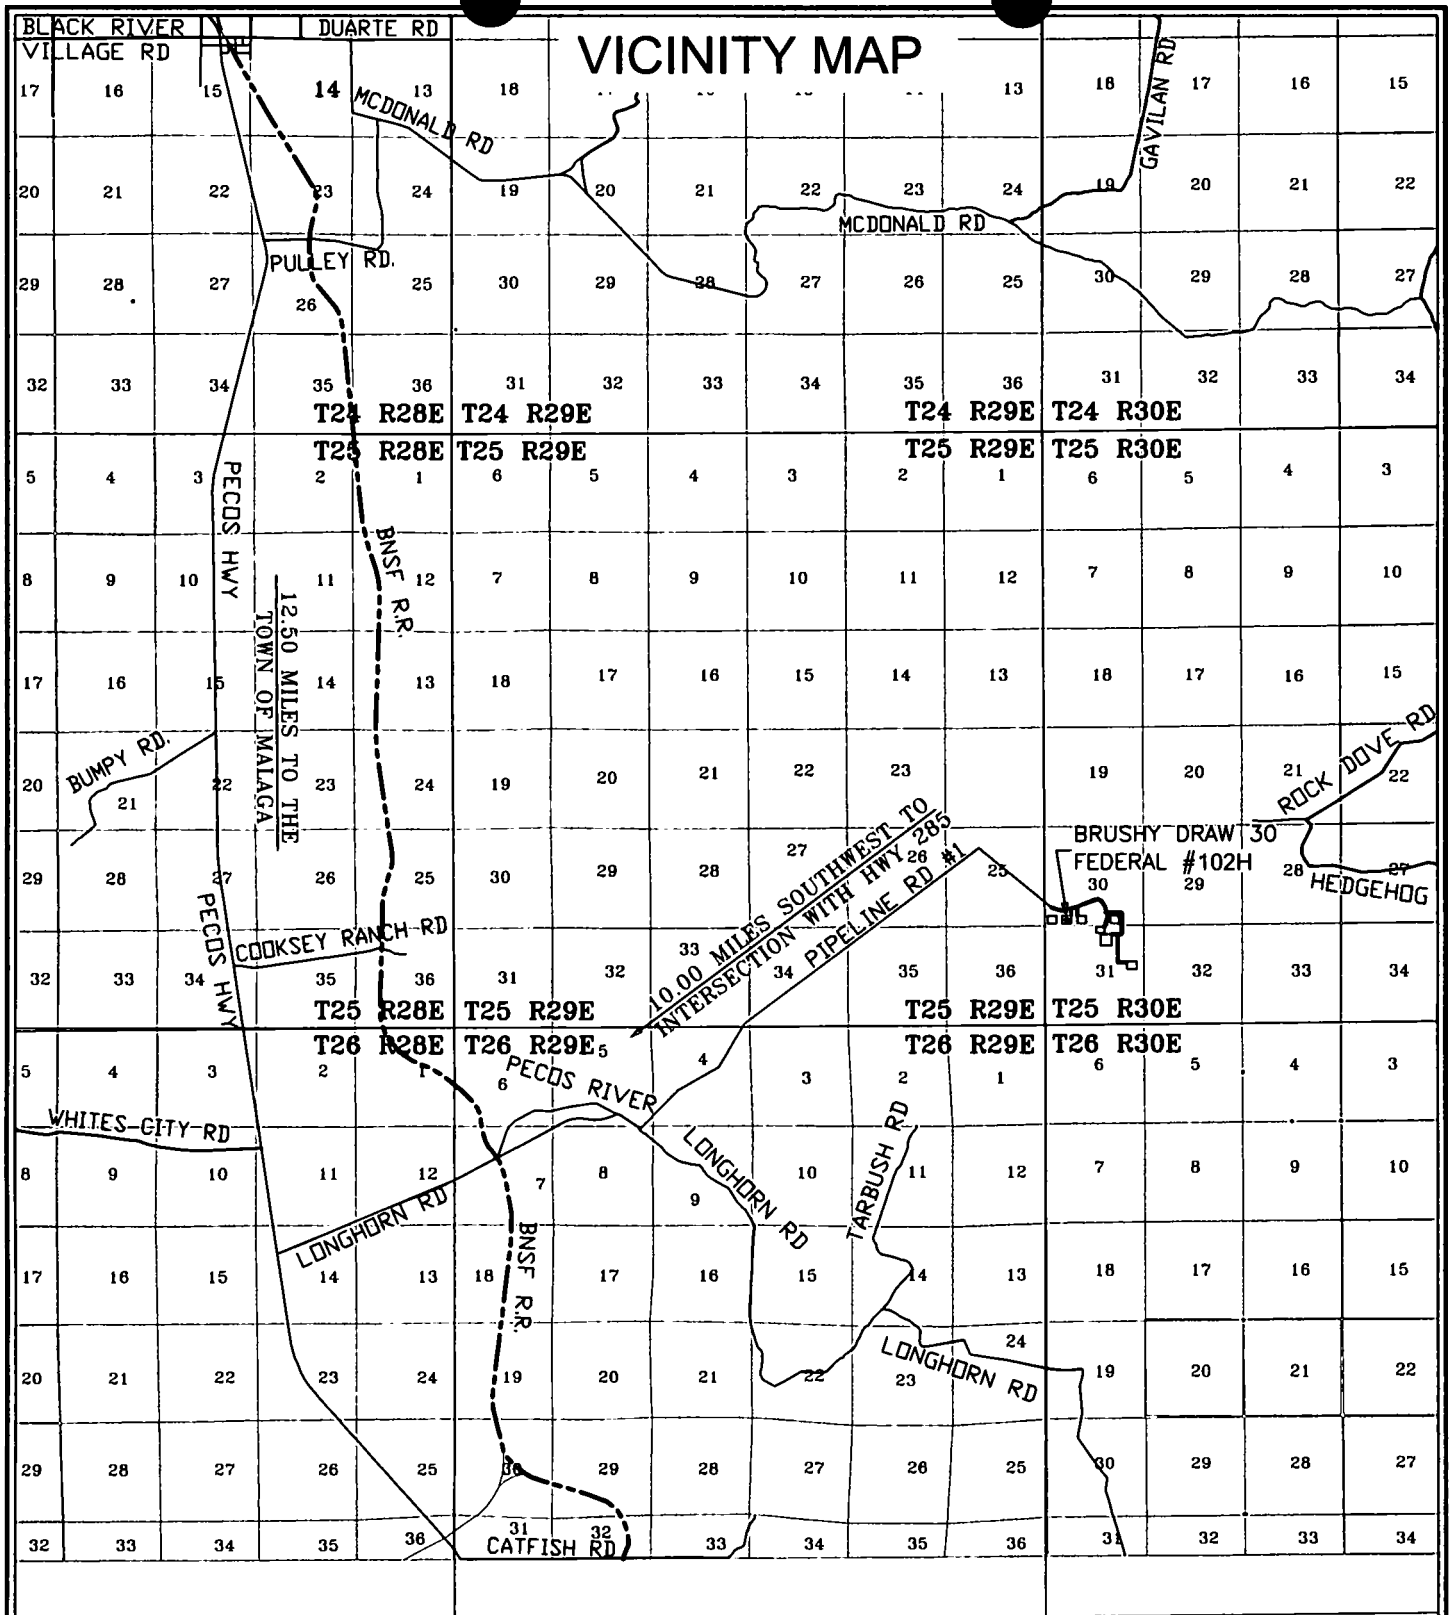 VICINITY MAP
BLACK RIVER
VILLAGE RD
DUARTE RD
GAVILAN RD
17 16 15 14 13 18 13 18 17 16 15
MCDONALD RD
20 21 22 23 24 19 20 21 22 23 24 19 20 21 22
MCDONALD RD
PULLEY RD.
29 28 27 26 25 30 29 28 27 26 25 30 29 28 27
32 33 34 35 36 31 32 33 34 35 36 31 32 33 34
T24 R28E T24 R29E T24 R29E T24 R30E
T25 R28E T25 R29E T25 R29E T25 R30E
5 4 3 2 1 6 5 4 3 2 1 6 5 4 3
PECOS HWY
BNSF R.R.
8 9 10 11 12 7 8 9 10 11 12 7 8 9 10
12.50 MILES TO THE
TOWN OF MALAGA
17 16 15 14 13 18 17 16 15 14 13 18 17 16 15
BUMPY RD.
ROCK DOVE RD
20 21 22 23 24 19 20 21 22 23 19 20 21 22
10.00 MILES SOUTHWEST TO
INTERSECTION WITH HWY 285
PIPELINE RD #1
BRUSHY DRAW 30
FEDERAL #102H
HEDGEHOG
29 28 27 26 25 30 29 28 27 26 25 30 29 28 27
PECOS HWY
COOKSEY RANCH RD
32 33 34 35 36 31 32 33 34 35 36 31 32 33 34
T25 R28E T25 R29E T25 R29E T25 R30E
T26 R28E T26 R29E T26 R29E T26 R30E
5 4 3 2 1 6 5 4 3 2 1 6 5 4 3
PECOS RIVER
WHITES CITY RD
LONGHORN RD
TARBUSH RD
8 9 10 11 12 7 8 9 10 11 12 7 8 9 10
LONGHORN RD
BNSF R.R.
17 16 15 14 13 18 17 16 15 14 13 18 17 16 15
LONGHORN RD
20 21 22 23 24 19 20 21 22 23 24 19 20 21 22
29 28 27 26 25 30 29 28 27 26 25 30 29 28 27
32 33 34 35 36 31 32 33 34 35 36 31 32 33 34
CATFISH RD